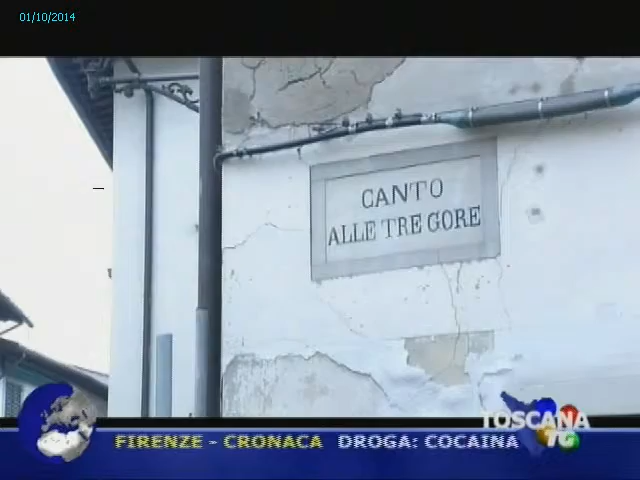 01/10/2014
CANTO
ALLE TRE GORE
TOSCANA
TG
FIRENZE - CRONACA DROGA: COCAINA